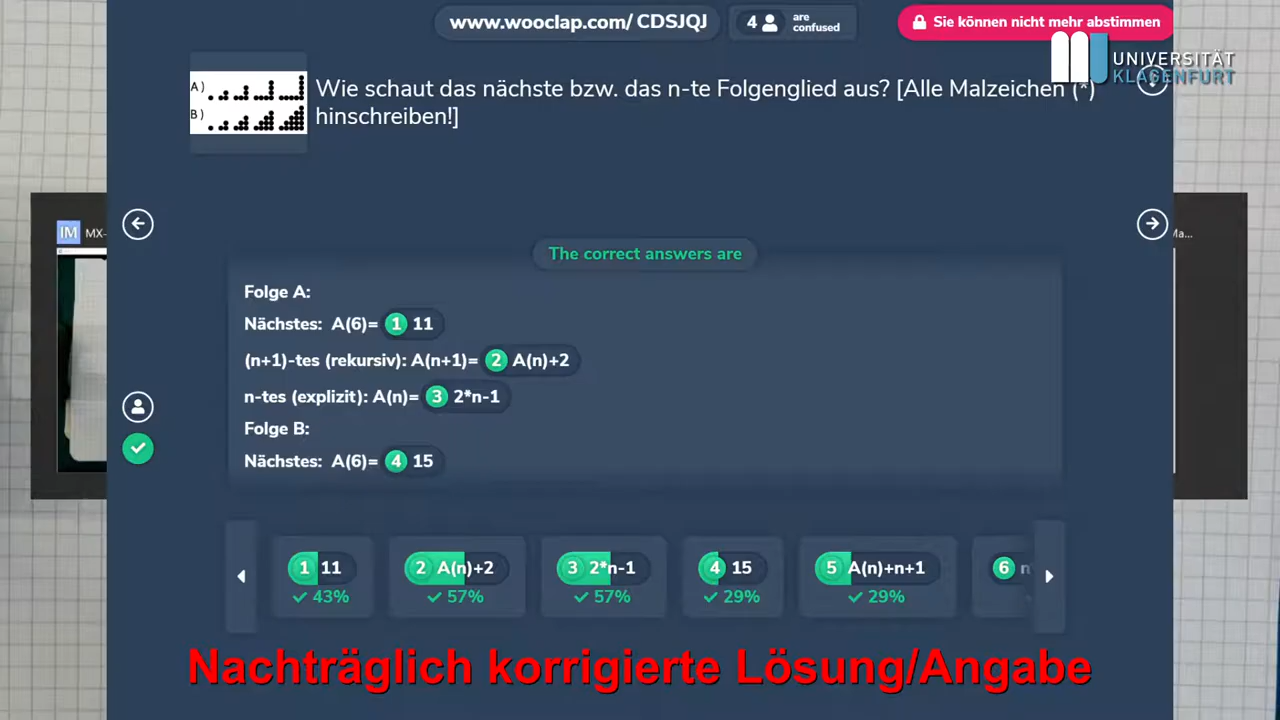 www.wooclap.com/ CDSJQJ
4 are confused
Sie können nicht mehr abstimmen
UNIVERSITÄT
KLAGENFURT
A)
B)
Wie schaut das nächste bzw. das n-te Folgenglied aus? [Alle Malzeichen (*)
hinschreiben!]
IM MX-
Ma...
The correct answers are
Folge A:
Nächstes: A(6)= 1 11
(n+1)-tes (rekursiv): A(n+1)= 2 A(n)+2
n-tes (explizit): A(n)= 3 2*n-1
Folge B:
Nächstes: A(6)= 4 15
1 11 2 A(n)+2 3 2*n-1 4 15 5 A(n)+n+1 6
43% 57% 57% 29% 29%
Nachträglich korrigierte Lösung/Angabe